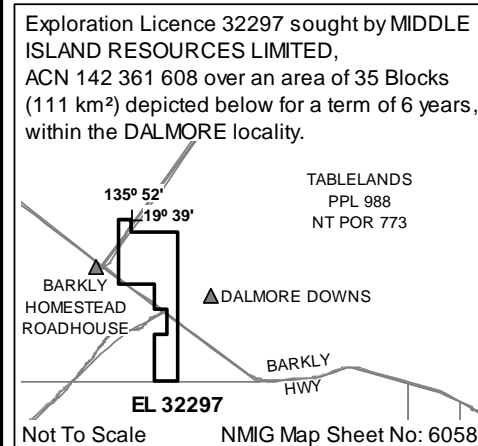 Exploration Licence 32297 sought by MIDDLE
ISLAND RESOURCES LIMITED,
ACN 142 361 608 over an area of 35 Blocks
(111 km²) depicted below for a term of 6 years,
within the DALMORE locality.
135º 52'
19º 39'
TABLELANDS
PPL 988
NT POR 773
BARKLY
HOMESTEAD
ROADHOUSE
DALMORE DOWNS
BARKLY
HWY
EL 32297
Not To Scale NMIG Map Sheet No: 6058